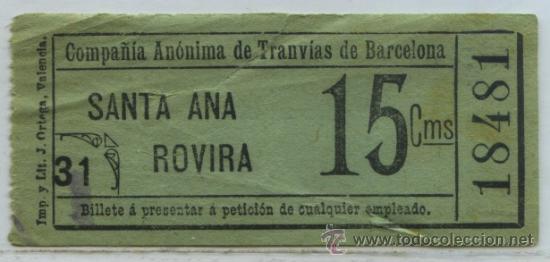 Compañía Anónima de Tranvías de Barcelona
SANTA ANA
ROVIRA
31
15 Cms
18481
Billete á presentar á petición de cualquier empleado.
Imp. y Lit. J. Ortega, Valencia.
www.todocoleccion.net